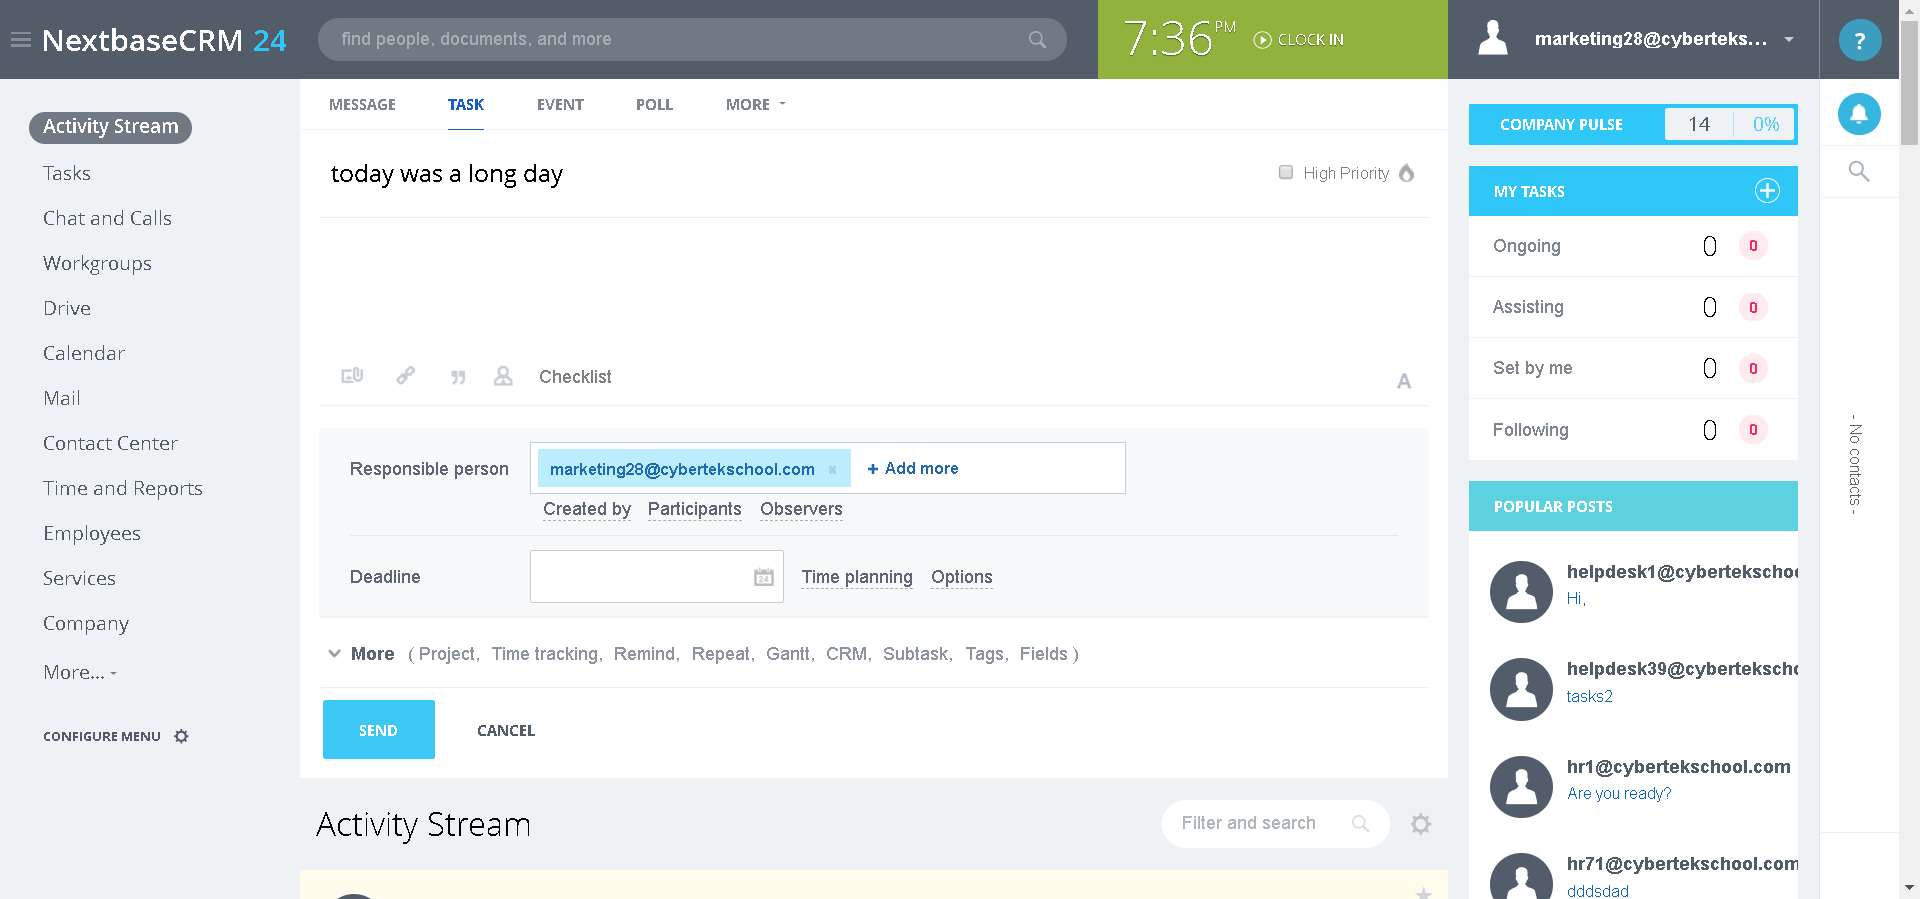 NextbaseCRM 24
find people, documents, and more
7:36 PM
CLOCK IN
marketing28@cyberteks...
?
Activity Stream
Tasks
Chat and Calls
Workgroups
Drive
Calendar
Mail
Contact Center
Time and Reports
Employees
Services
Company
More...
CONFIGURE MENU
MESSAGE TASK EVENT POLL MORE
today was a long day
High Priority
Checklist
A
Responsible person
marketing28@cybertekschool.com × + Add more
Created by Participants Observers
Deadline
24
Time planning Options
More ( Project, Time tracking, Remind, Repeat, Gantt, CRM, Subtask, Tags, Fields )
SEND CANCEL
Activity Stream
Filter and search
COMPANY PULSE 14 0%
MY TASKS
Ongoing 0 0
Assisting 0 0
Set by me 0 0
Following 0 0
POPULAR POSTS
helpdesk1@cybertekschoo
Hi,
helpdesk39@cybertekscho
tasks2
hr1@cybertekschool.com
Are you ready?
hr71@cybertekschool.com
dddsdad
- No contacts -